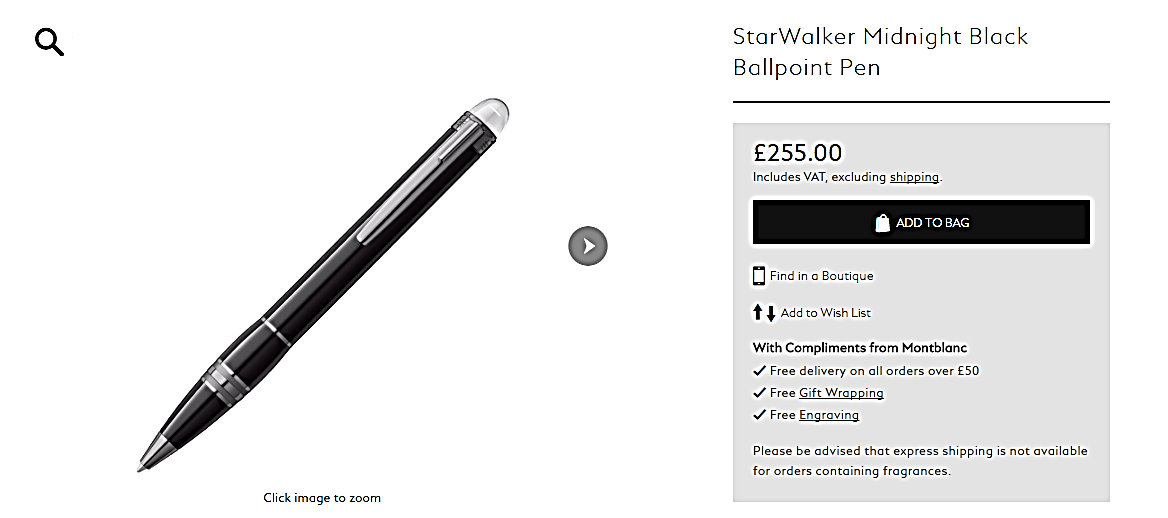 StarWalker Midnight Black
Ballpoint Pen
£255.00
Includes VAT, excluding shipping.
ADD TO BAG
Find in a Boutique
Add to Wish List
With Compliments from Montblanc
Free delivery on all orders over £50
Free Gift Wrapping
Free Engraving
Please be advised that express shipping is not available
for orders containing fragrances.
Click image to zoom